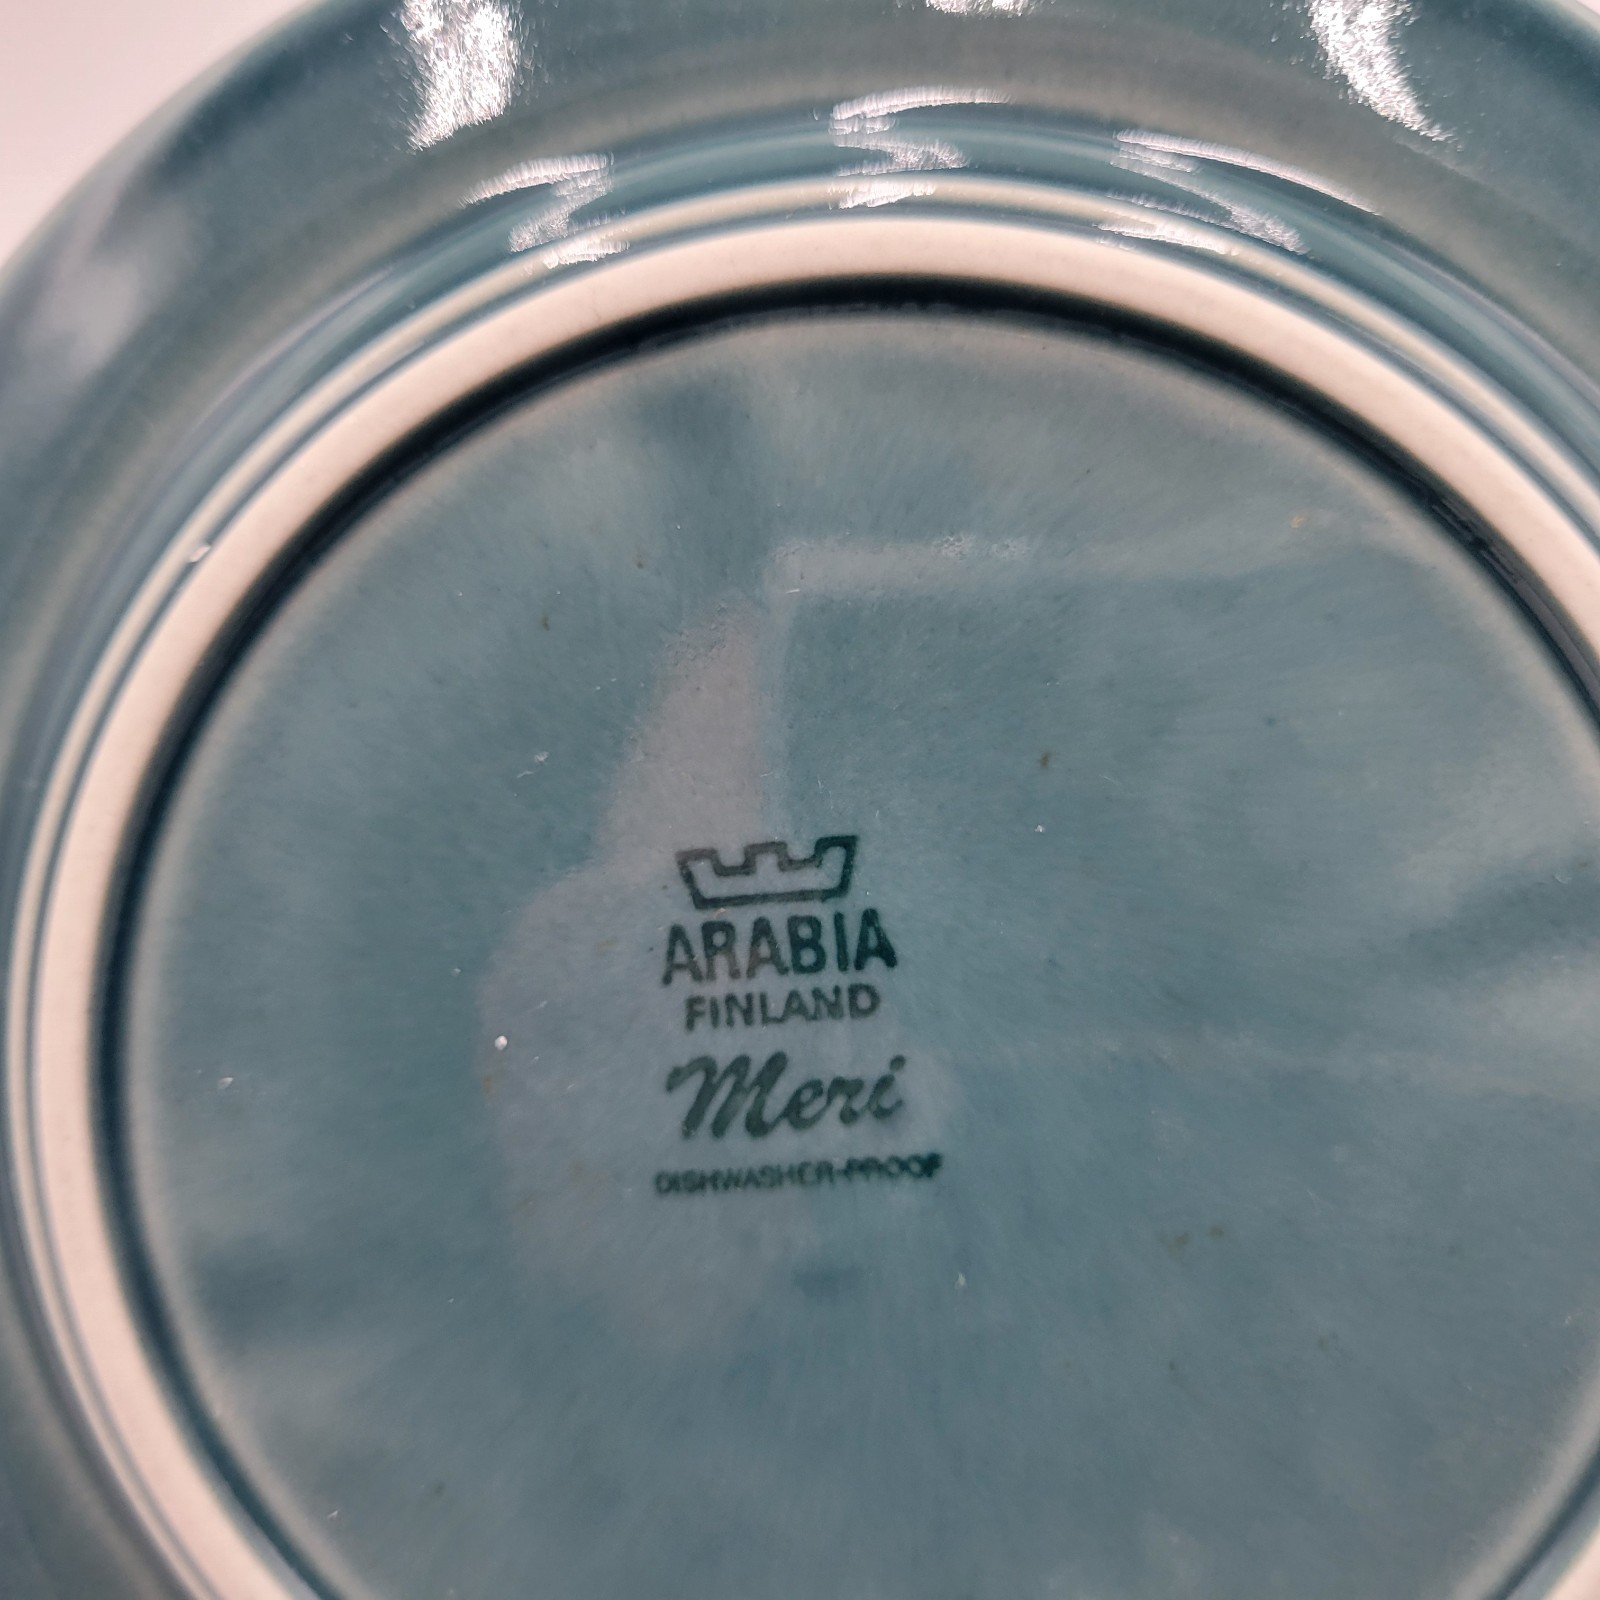 ARABIA
FINLAND
Meri
DISHWASHER-PROOF